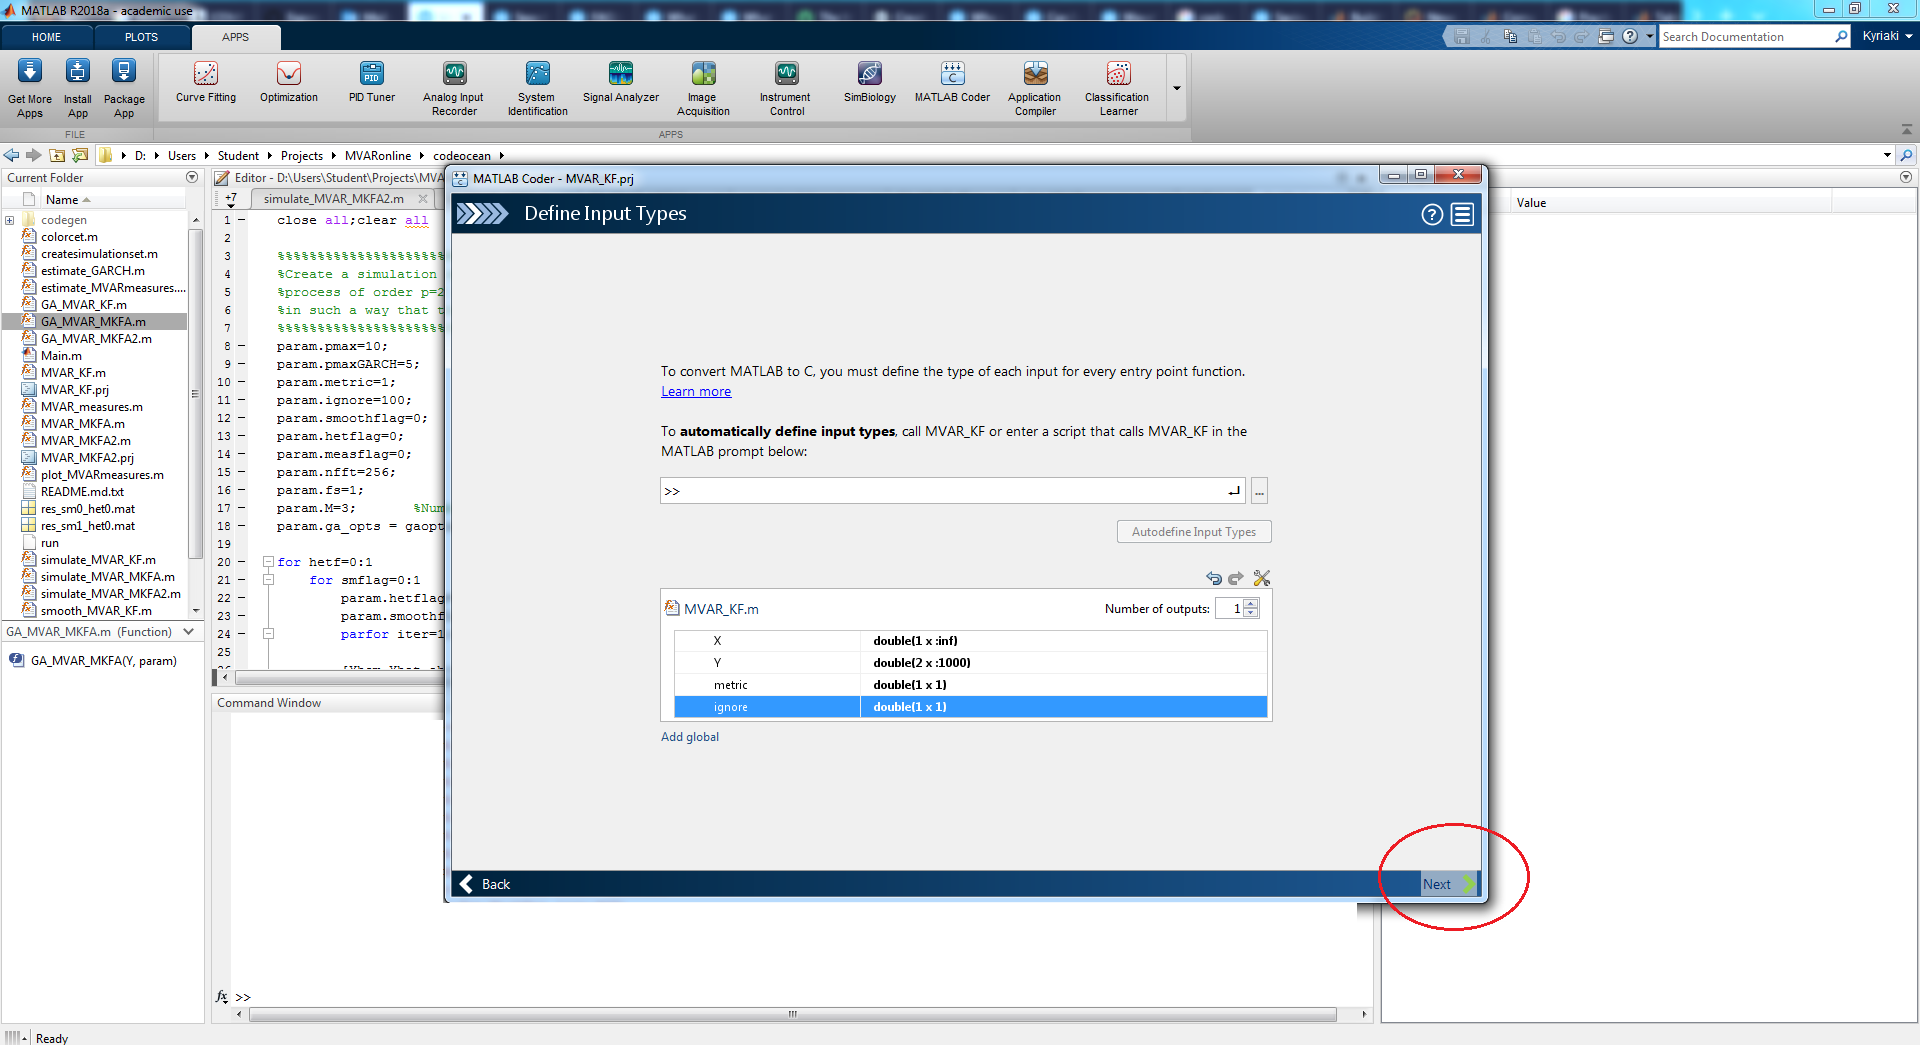 MATLAB R2018a - academic use
HOME
PLOTS
APPS
Search Documentation
Kyriaki
Get More Apps
Install App
Package App
Curve Fitting
Optimization
PID
PID Tuner
Analog Input Recorder
System Identification
Signal Analyzer
Image Acquisition
Instrument Control
SimBiology
C
MATLAB Coder
Application Compiler
Classification Learner
FILE
APPS
D:
Users
Student
Projects
MVARonline
codeocean
Current Folder
Name
codegen
colorcet.m
createsimulationset.m
estimate_GARCH.m
estimate_MVARmeasures....
GA_MVAR_KF.m
GA_MVAR_MKFA.m
GA_MVAR_MKFA2.m
Main.m
MVAR_KF.m
MVAR_KF.prj
MVAR_measures.m
MVAR_MKFA.m
MVAR_MKFA2.m
MVAR_MKFA2.prj
plot_MVARmeasures.m
README.md.txt
res_sm0_het0.mat
res_sm1_het0.mat
run
simulate_MVAR_KF.m
simulate_MVAR_MKFA.m
simulate_MVAR_MKFA2.m
smooth_MVAR_KF.m
GA_MVAR_MKFA.m (Function)
GA_MVAR_MKFA(Y, param)
Editor - D:\Users\Student\Projects\MVA
+7
simulate_MVAR_MKFA2.m
1 close all;clear all
2
3 %%%%%%%%%%%%%%%%%%%%%
4 %Create a simulation
5 %process of order p=2
6 %in such a way that t
7 %%%%%%%%%%%%%%%%%%%%%
8 param.pmax=10;
9 param.pmaxGARCH=5;
10 param.metric=1;
11 param.ignore=100;
12 param.smoothflag=0;
13 param.hetflag=0;
14 param.measflag=0;
15 param.nfft=256;
16 param.fs=1;
17 param.M=3; %Num
18 param.ga_opts = gaopt
19
20 for hetf=0:1
21 for smflag=0:1
22 param.hetflag
23 param.smoothf
24 parfor iter=1
25
Command Window
fx >>
MATLAB Coder - MVAR_KF.prj
Define Input Types
To convert MATLAB to C, you must define the type of each input for every entry point function.
Learn more
To automatically define input types, call MVAR_KF or enter a script that calls MVAR_KF in the
MATLAB prompt below:
>>
...
Autodefine Input Types
MVAR_KF.m
Number of outputs: 1
X double(1 x :inf)
Y double(2 x :1000)
metric double(1 x 1)
ignore double(1 x 1)
Add global
Back
Next
Value
Ready